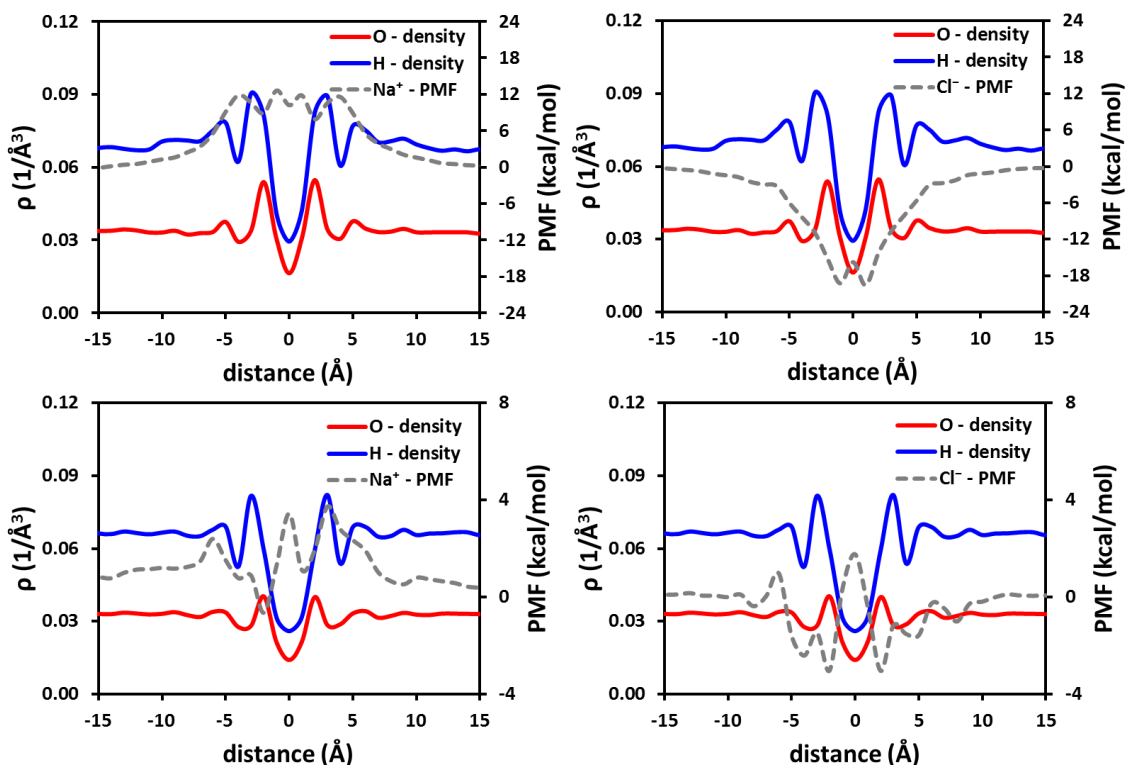 0.12
0.09
0.06
0.03
0.00
ρ (1/Å³)
O - density
H - density
Na⁺ - PMF
24
18
12
6
0
-6
-12
-18
-24
PMF (kcal/mol)
-15 -10 -5 0 5 10 15
distance (Å)
0.12
0.09
0.06
0.03
0.00
ρ (1/Å³)
O - density
H - density
Cl⁻ - PMF
24
18
12
6
0
-6
-12
-18
-24
PMF (kcal/mol)
-15 -10 -5 0 5 10 15
distance (Å)
0.12
0.09
0.06
0.03
0.00
ρ (1/Å³)
O - density
H - density
Na⁺ - PMF
8
4
0
-4
PMF (kcal/mol)
-15 -10 -5 0 5 10 15
distance (Å)
0.12
0.09
0.06
0.03
0.00
ρ (1/Å³)
O - density
H - density
Cl⁻ - PMF
8
4
0
-4
PMF (kcal/mol)
-15 -10 -5 0 5 10 15
distance (Å)